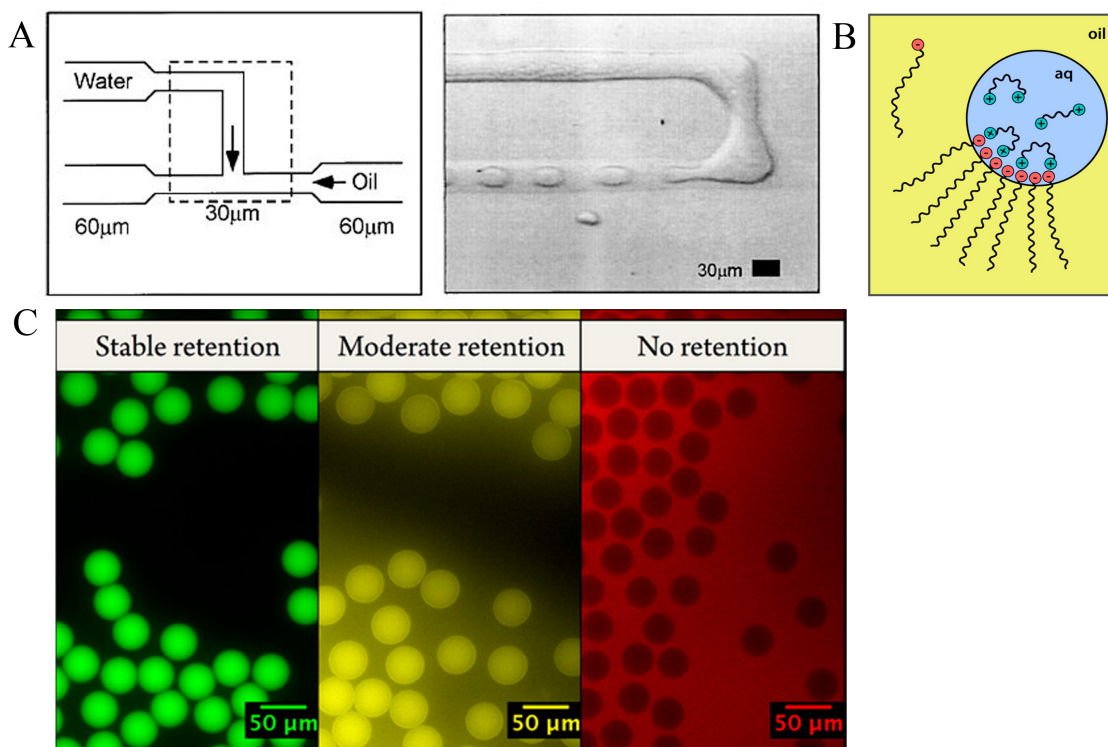 A
Water
Oil
30μm
60μm
60μm
30μm
B
oil
aq
C
Stable retention
Moderate retention
No retention
50 μm
50 μm
50 μm